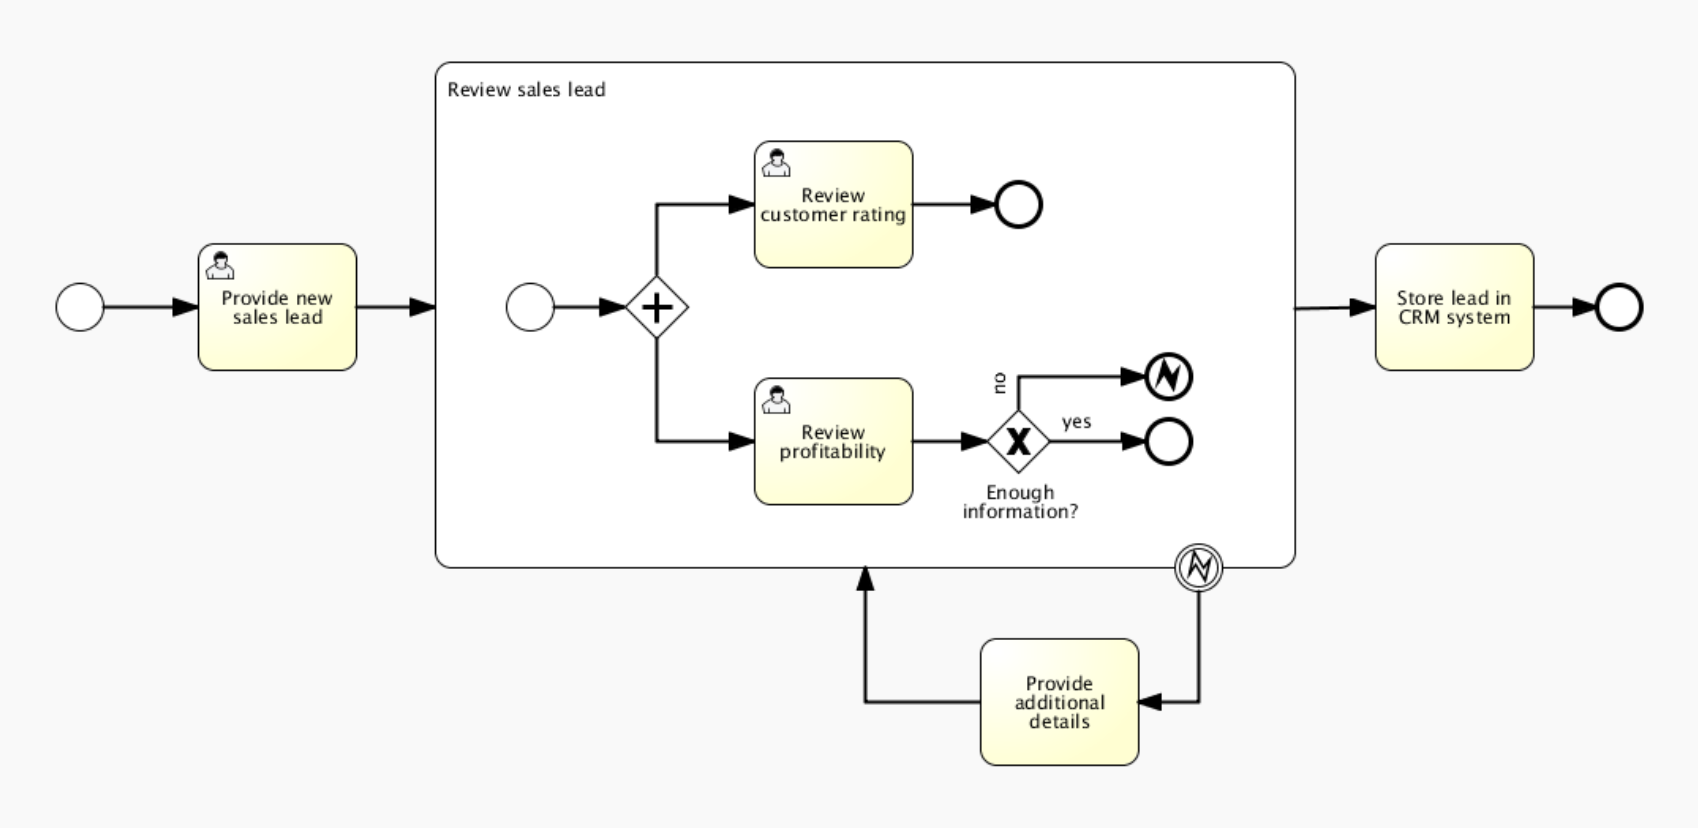 Review sales lead
Review
customer rating
Provide new
sales lead
Store lead in
CRM system
no
yes
Review
profitability
Enough
information?
Provide
additional
details